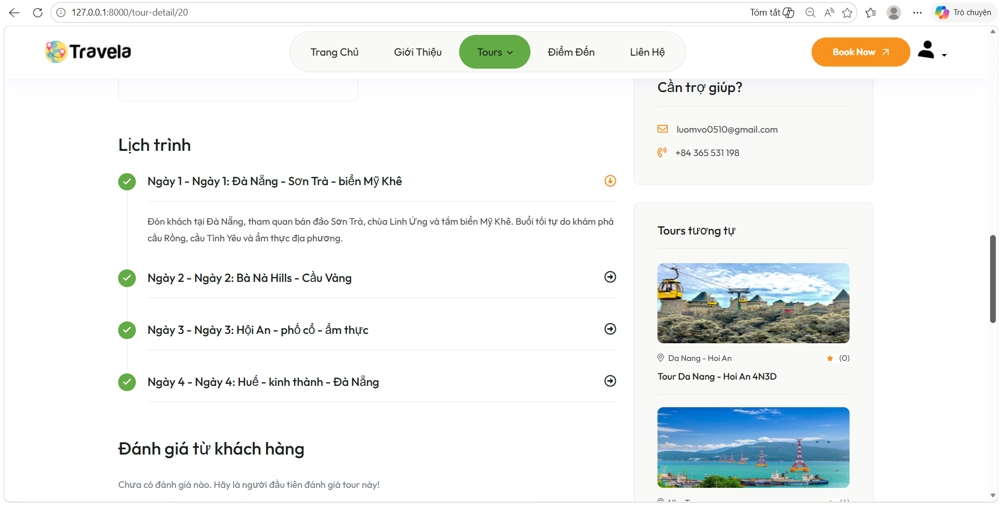 127.0.0.1:8000/tour-detail/20
Tóm tắt
Trò chuyện
Travela
Trang Chủ
Giới Thiệu
Tours
Điểm Đến
Liên Hệ
Book Now
Cần trợ giúp?
luomvo0510@gmail.com
+84 365 531 198
Lịch trình
Ngày 1 - Ngày 1: Đà Nẵng - Sơn Trà - biển Mỹ Khê
Đón khách tại Đà Nẵng, tham quan bán đảo Sơn Trà, chùa Linh Ứng và tắm biển Mỹ Khê. Buổi tối tự do khám phá
cầu Rồng, cầu Tình Yêu và ẩm thực địa phương.
Ngày 2 - Ngày 2: Bà Nà Hills - Cầu Vàng
Ngày 3 - Ngày 3: Hội An - phố cổ - ẩm thực
Ngày 4 - Ngày 4: Huế - kinh thành - Đà Nẵng
Tours tương tự
Da Nang - Hoi An
(0)
Tour Da Nang - Hoi An 4N3D
Đánh giá từ khách hàng
Chưa có đánh giá nào. Hãy là người đầu tiên đánh giá tour này!